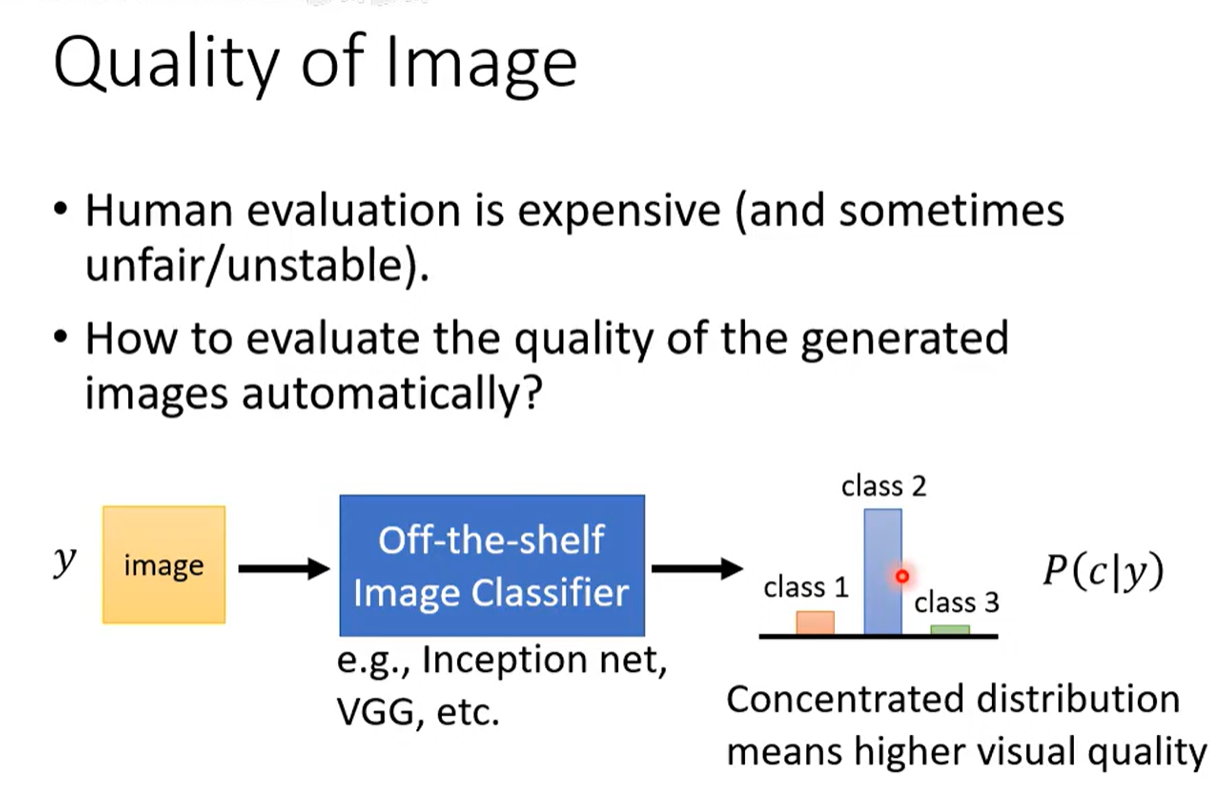 Quality of Image
• Human evaluation is expensive (and sometimes
unfair/unstable).
• How to evaluate the quality of the generated
images automatically?
y
image
Off-the-shelf
Image Classifier
e.g., Inception net,
VGG, etc.
class 1
class 2
class 3
P(c|y)
Concentrated distribution
means higher visual quality